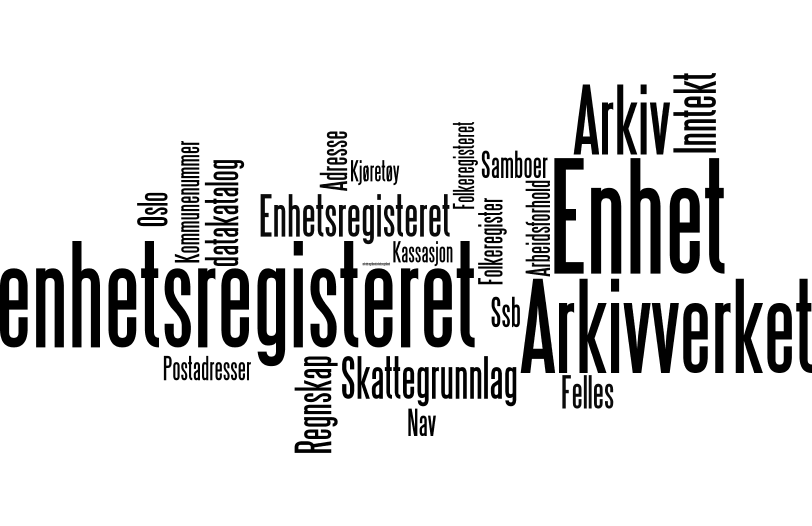 Arkiv
Inntekt
Folkeregisteret
Adresse
Kjøretøy
Samboer
Kommunenummer
datakatalog
Oslo
Enhetsregisteret
Folkeregister
Arbeidsforhold
Enhet
Kassasjon
enhetsregisteret
Ssb
Arkivverket
Postadresser
Regnskap
Skattegrunnlag
Felles
Nav